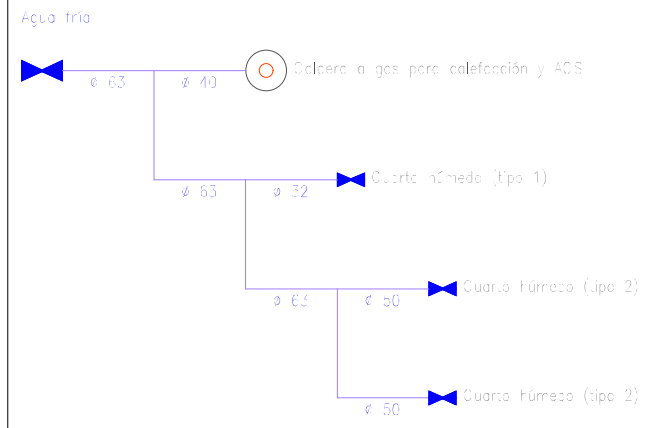 Agua fría
Ø 63
Ø 40
Caldera a gas para calefacción y ACS
Ø 63
Ø 32
Cuarto húmedo (tipo 1)
Ø 63
Ø 50
Cuarto húmedo (tipo 2)
Ø 50
Cuarto húmedo (tipo 2)